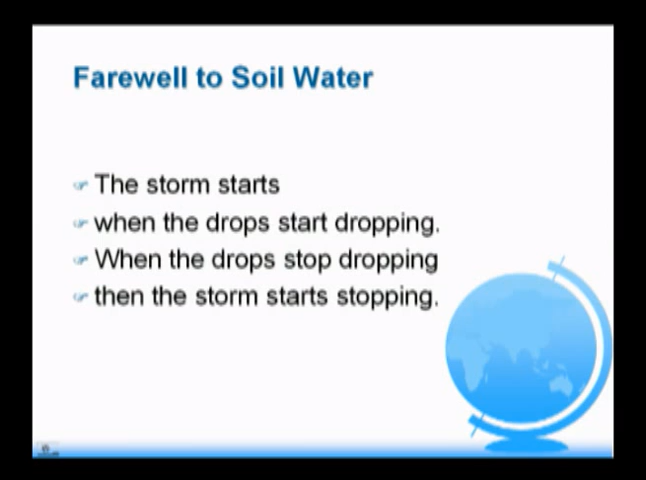 Farewell to Soil Water
The storm starts
when the drops start dropping.
When the drops stop dropping
then the storm starts stopping.